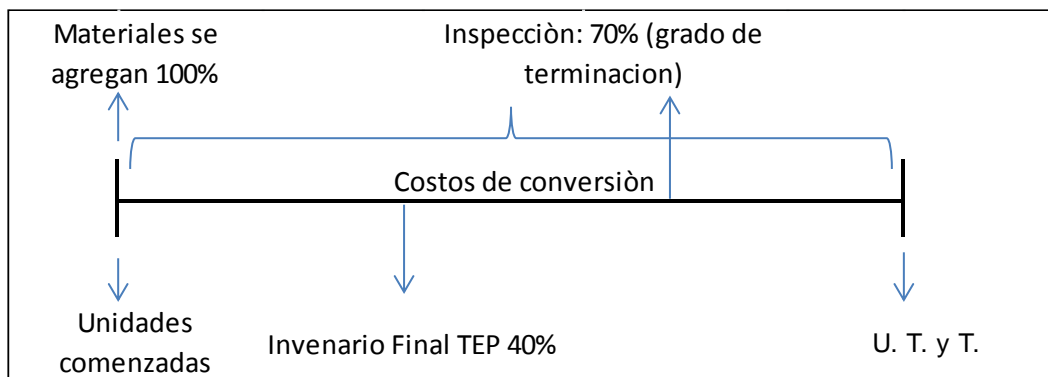 Materiales se
agregan 100%
Inspecciòn: 70% (grado de
terminacion)
Costos de conversiòn
Unidades
comenzadas
Invenario Final TEP 40%
U. T. y T.